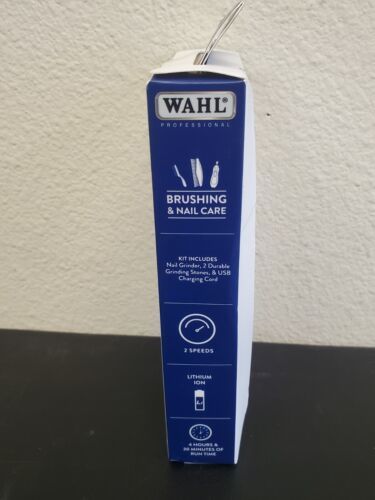 WAHL®
PROFESSIONAL
BRUSHING
& NAIL CARE
KIT INCLUDES
Nail Grinder, 2 Durable
Grinding Stones, & USB
Charging Cord
2 SPEEDS
LITHIUM
ION
4 HOURS &
30 MINUTES OF
RUN TIME